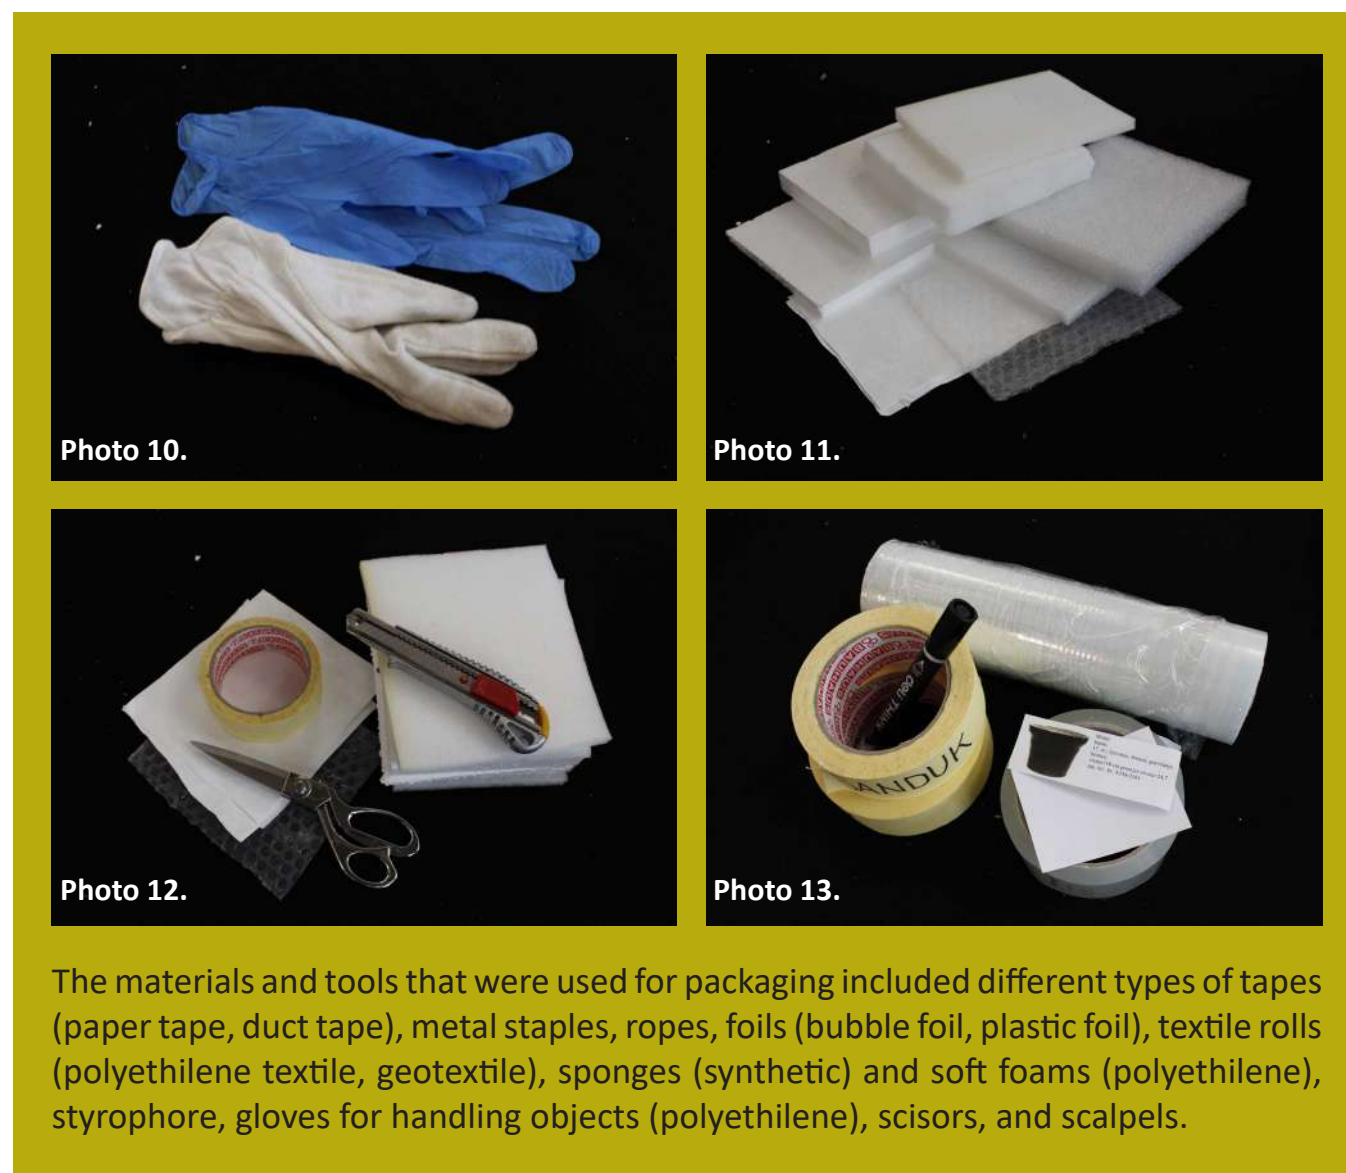 Photo 10.
Photo 11.
Photo 12.
Photo 13.
ANDUK
The materials and tools that were used for packaging included different types of tapes
(paper tape, duct tape), metal staples, ropes, foils (bubble foil, plastic foil), textile rolls
(polyethilene textile, geotextile), sponges (synthetic) and soft foams (polyethilene),
styrophore, gloves for handling objects (polyethilene), scisors, and scalpels.